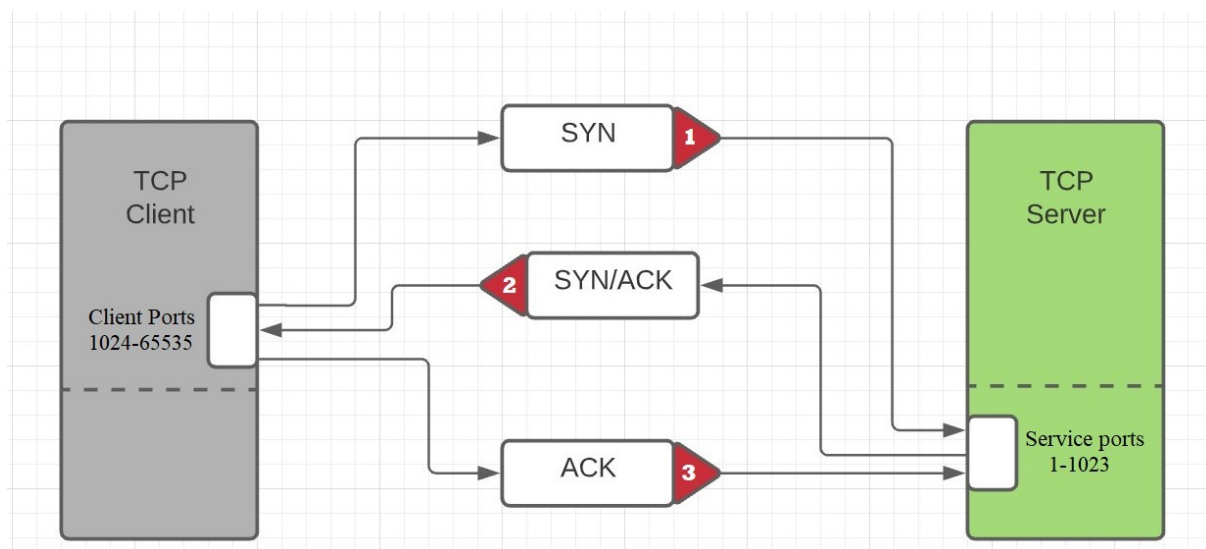 TCP
Client
Client Ports
1024-65535
SYN
1
2
SYN/ACK
ACK
3
TCP
Server
Service ports
1-1023